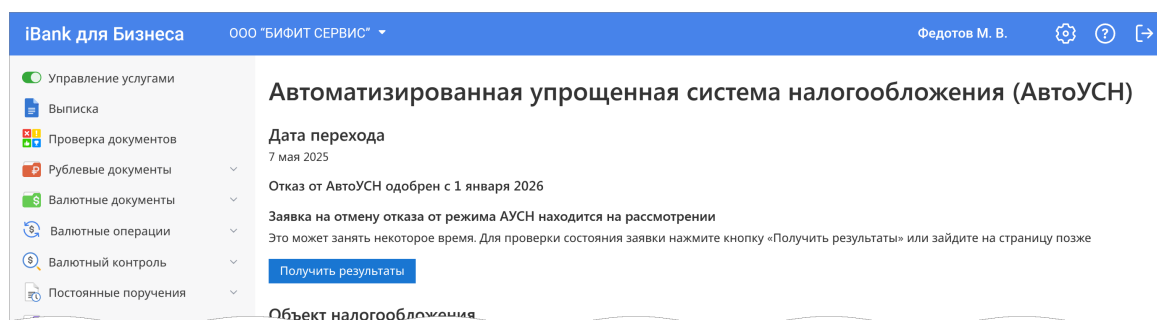 iBank для Бизнеса
ООО "БИФИТ СЕРВИС"
Федотов М. В.
Управление услугами
Выписка
Проверка документов
Рублевые документы
Валютные документы
Валютные операции
Валютный контроль
Постоянные поручения
Автоматизированная упрощенная система налогообложения (АвтоУСН)
Дата перехода
7 мая 2025
Отказ от АвтоУСН одобрен с 1 января 2026
Заявка на отмену отказа от режима АУСН находится на рассмотрении
Это может занять некоторое время. Для проверки состояния заявки нажмите кнопку «Получить результаты» или зайдите на страницу позже
Получить результаты
Объект налогообложения